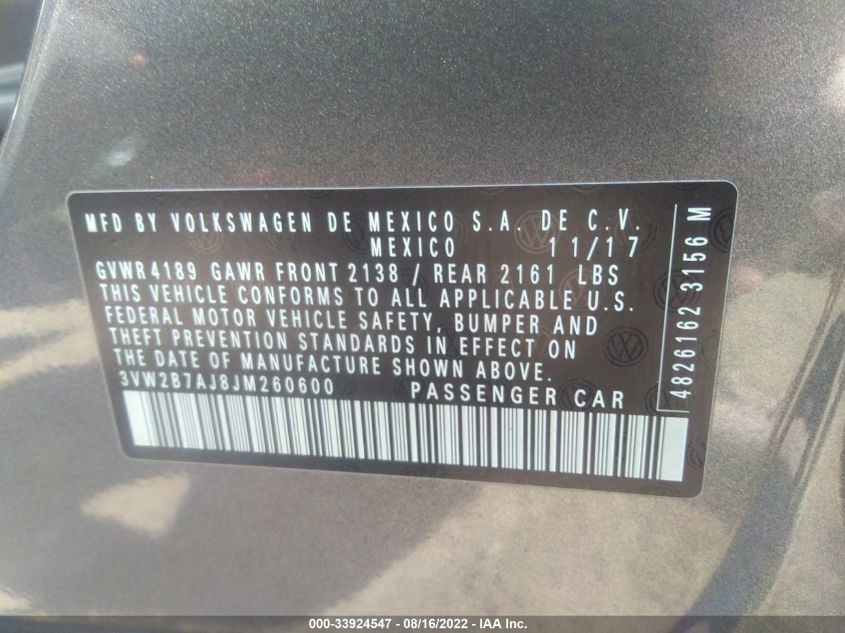 MFD BY VOLKSWAGEN DE MEXICO S.A. DE C.V.
MEXICO 11/17
GVWR 4189 GAWR FRONT 2138 / REAR 2161 LBS
THIS VEHICLE CONFORMS TO ALL APPLICABLE U.S.
FEDERAL MOTOR VEHICLE SAFETY, BUMPER AND
THEFT PREVENTION STANDARDS IN EFFECT ON
THE DATE OF MANUFACTURE SHOWN ABOVE.
3VW2B7AJ8JM260600 PASSENGER CAR
4826162 3156 M
000-33924547 - 08/16/2022 - IAA Inc.